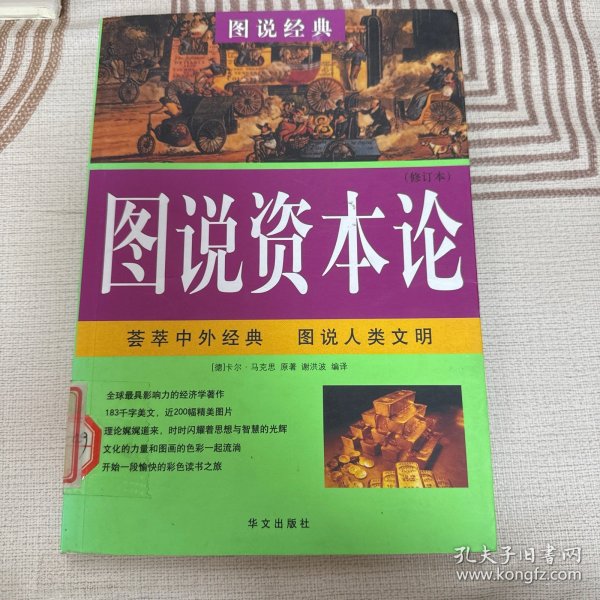 图说经典
（修订本）
图说资本论
荟萃中外经典 图说人类文明
[德]卡尔·马克思 原著 谢洪波 编译
全球最具影响力的经济学著作
183千字美文，近200幅精美图片
理论娓娓道来，时时闪耀着思想与智慧的光辉
文化的力量和图画的色彩一起流淌
开始一段愉快的彩色读书之旅
华文出版社
孔夫子旧书网
www.kongfz.com